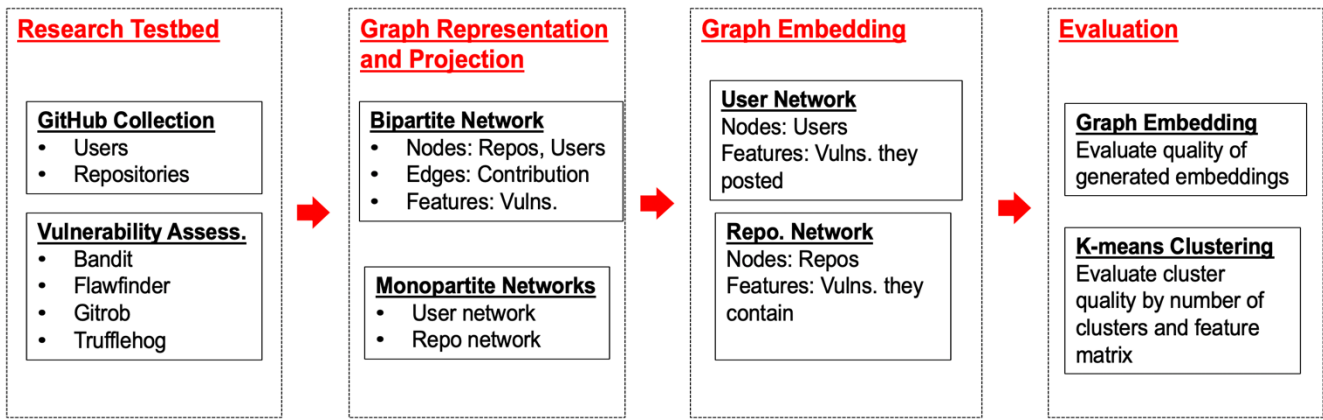 Research Testbed
GitHub Collection
• Users
• Repositories
Vulnerability Assess.
• Bandit
• Flawfinder
• Gitrob
• Trufflehog
Graph Representation
and Projection
Bipartite Network
• Nodes: Repos, Users
• Edges: Contribution
• Features: Vulns.
Monopartite Networks
• User network
• Repo network
Graph Embedding
User Network
Nodes: Users
Features: Vulns. they
posted
Repo. Network
Nodes: Repos
Features: Vulns. they
contain
Evaluation
Graph Embedding
Evaluate quality of
generated embeddings
K-means Clustering
Evaluate cluster
quality by number of
clusters and feature
matrix